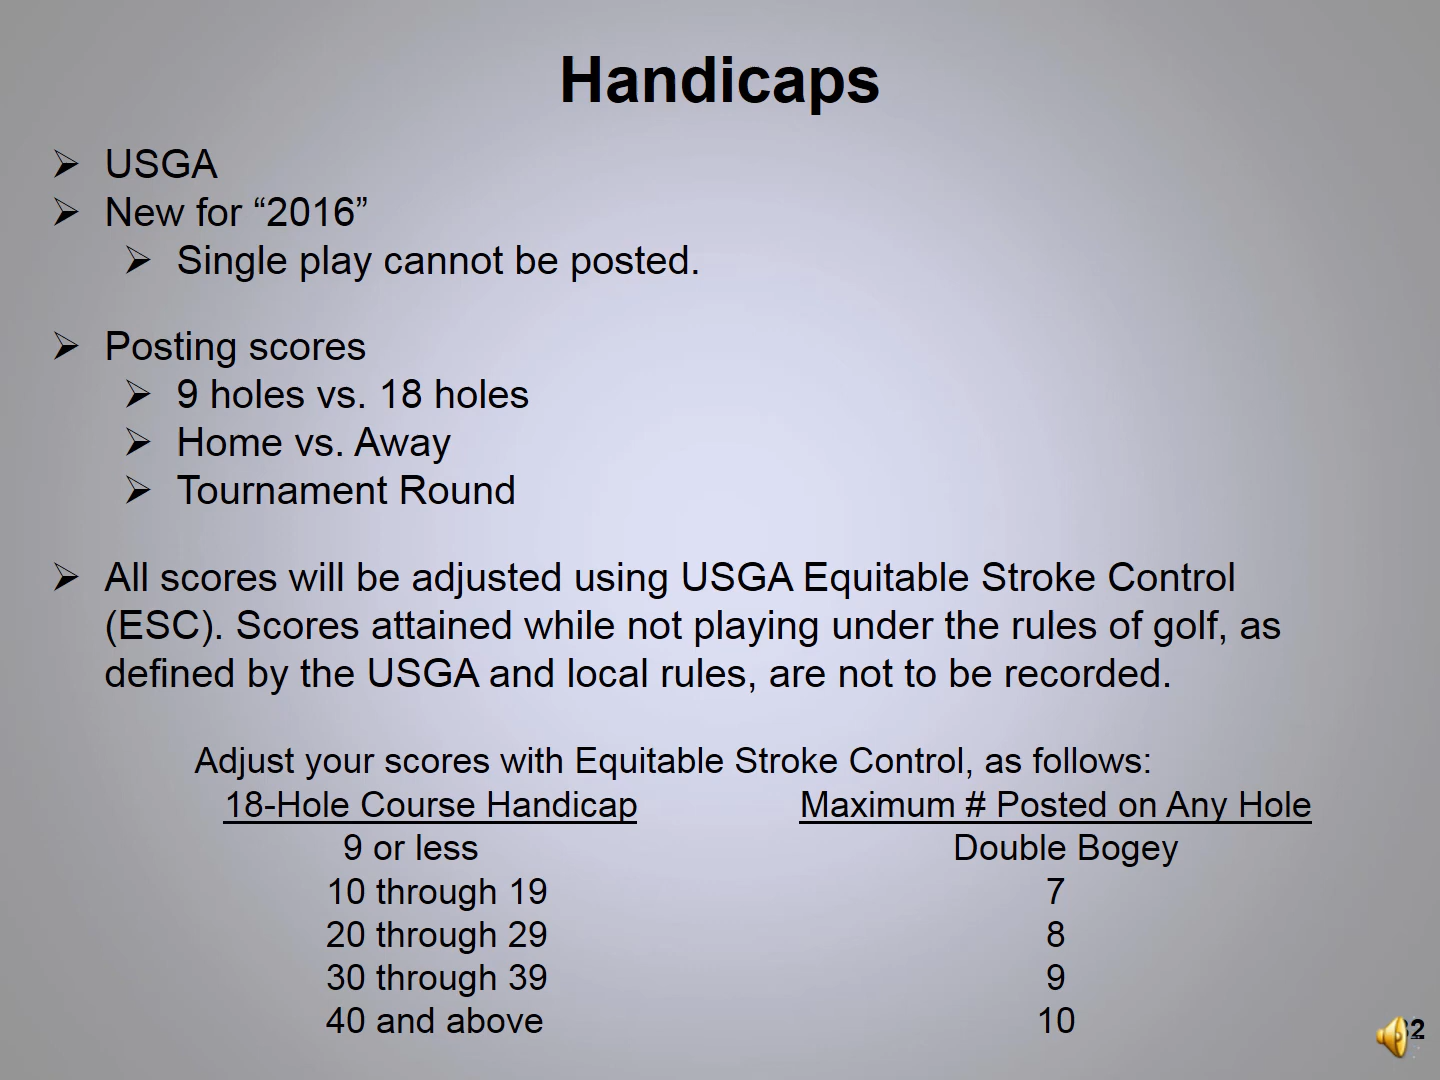 Handicaps
➢ USGA
➢ New for “2016”
➢ Single play cannot be posted.
➢ Posting scores
➢ 9 holes vs. 18 holes
➢ Home vs. Away
➢ Tournament Round
➢ All scores will be adjusted using USGA Equitable Stroke Control
(ESC). Scores attained while not playing under the rules of golf, as
defined by the USGA and local rules, are not to be recorded.
Adjust your scores with Equitable Stroke Control, as follows:
18-Hole Course Handicap Maximum # Posted on Any Hole
9 or less Double Bogey
10 through 19 7
20 through 29 8
30 through 39 9
40 and above 10